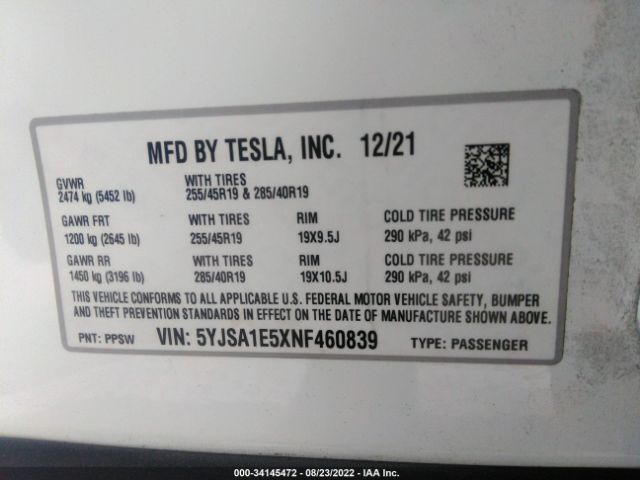 MFD BY TESLA, INC. 12/21
GVWR
2474 kg (5452 lb)
WITH TIRES
255/45R19 & 285/40R19
GAWR FRT WITH TIRES RIM COLD TIRE PRESSURE
1200 kg (2645 lb) 255/45R19 19X9.5J 290 kPa, 42 psi
GAWR RR WITH TIRES RIM COLD TIRE PRESSURE
1450 kg (3196 lb) 285/40R19 19X10.5J 290 kPa, 42 psi
THIS VEHICLE CONFORMS TO ALL APPLICABLE U.S. FEDERAL MOTOR VEHICLE SAFETY, BUMPER
AND THEFT PREVENTION STANDARDS IN EFFECT ON THE DATE OF MANUFACTURE SHOWN ABOVE.
PNT: PPSW VIN: 5YJSA1E5XNF460839 TYPE: PASSENGER
000-34145472 - 08/23/2022 - IAA Inc.